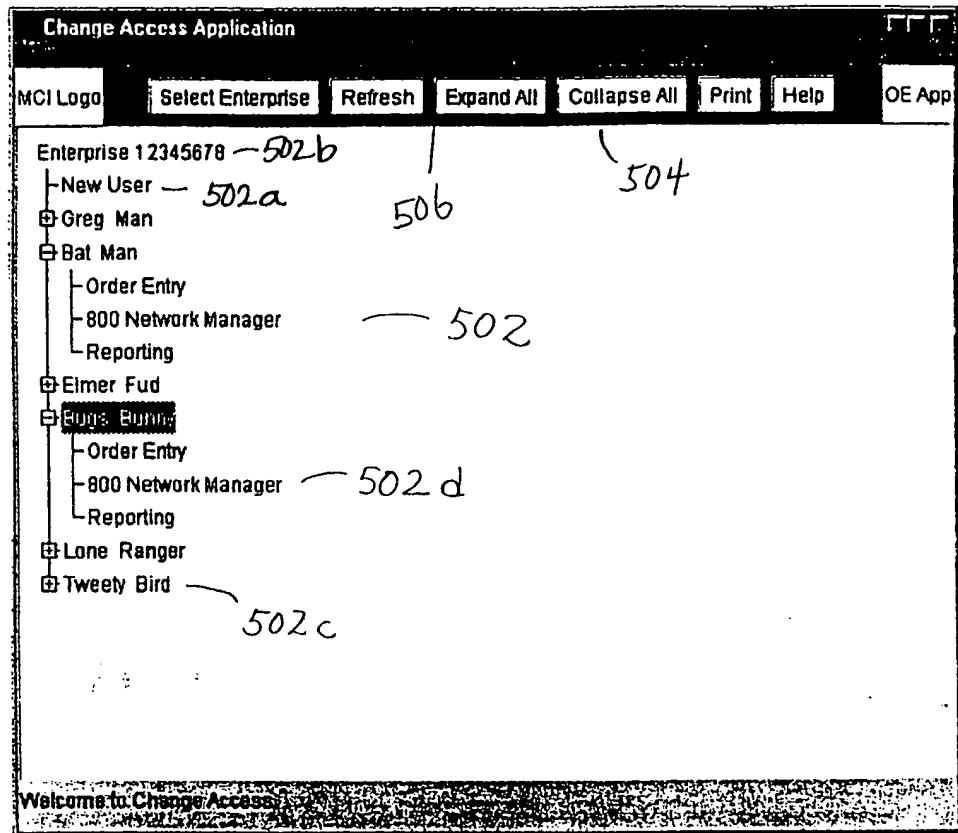 Change Access Application
MCI Logo Select Enterprise Refresh Expand All Collapse All Print Help OE App
Enterprise 12345678 502b
New User 502a
506 504
Greg Man
Bat Man
Order Entry
800 Network Manager 502
Reporting
Elmer Fud
Bugs Bunny
Order Entry
800 Network Manager 502d
Reporting
Lone Ranger
Tweety Bird
502c
Welcome to Change Access